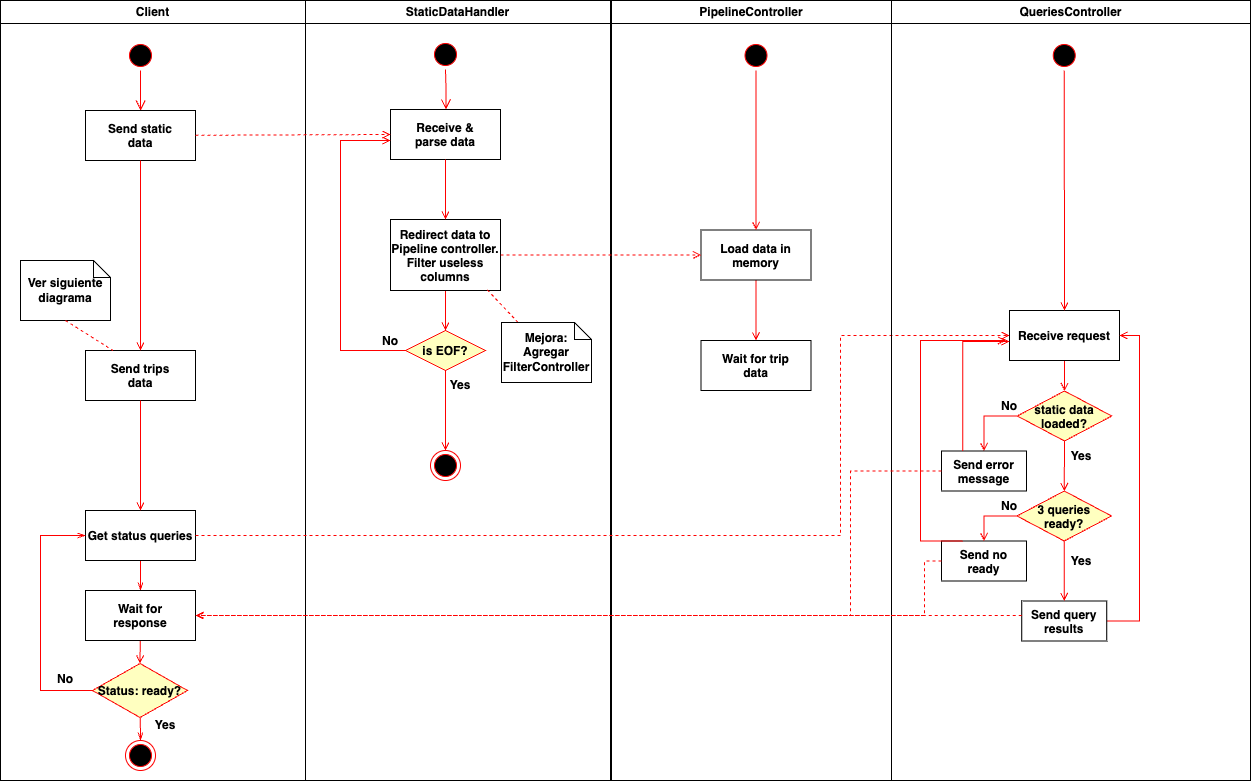 Client
StaticDataHandler
PipelineController
QueriesController
Send static
data
Ver siguiente
diagrama
Send trips
data
Get status queries
Wait for
response
Status: ready?
No
Yes
Receive &
parse data
Redirect data to
Pipeline controller.
Filter useless
columns
Mejora:
Agregar
FilterController
is EOF?
No
Yes
Load data in
memory
Wait for trip
data
Receive request
static data
loaded?
No
Yes
Send error
message
3 queries
ready?
No
Yes
Send no
ready
Send query
results